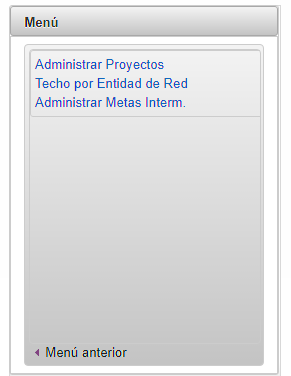 Menú
Administrar Proyectos
Techo por Entidad de Red
Administrar Metas Interm.
Menú anterior